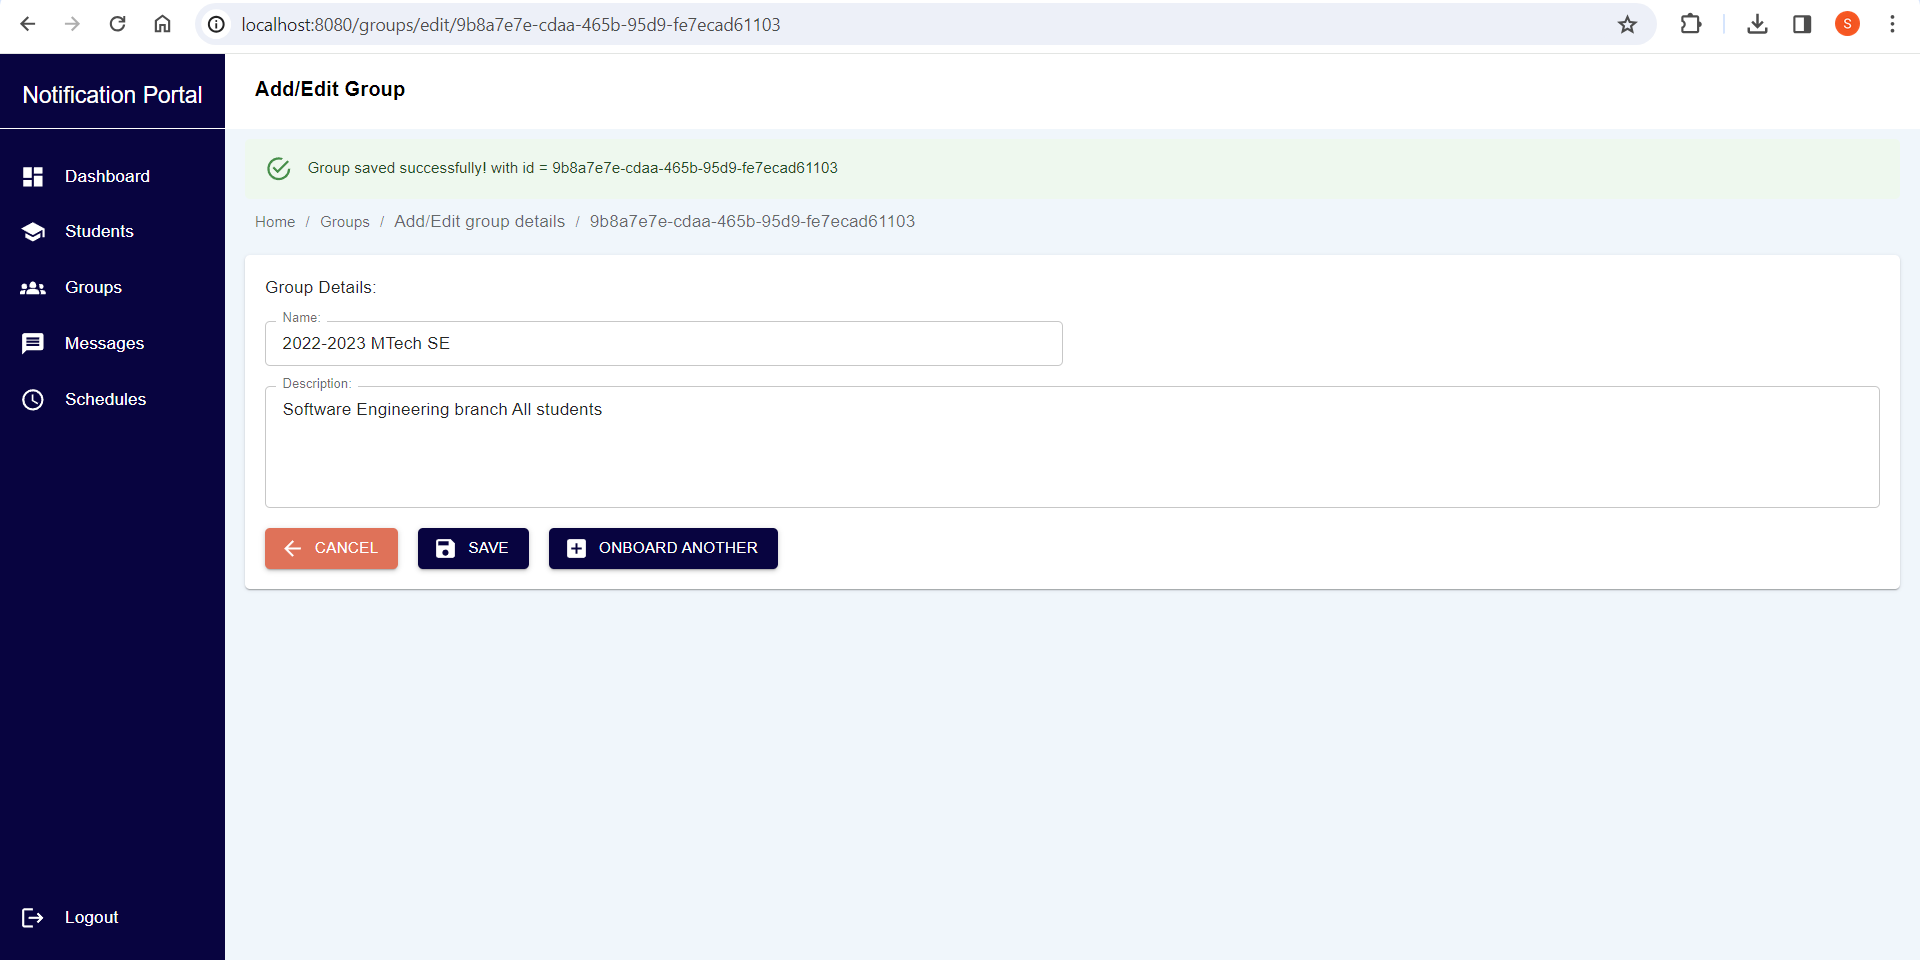 localhost:8080/groups/edit/9b8a7e7e-cdaa-465b-95d9-fe7ecad61103
S
Notification Portal
Add/Edit Group
Dashboard
Students
Groups
Messages
Schedules
Logout
Group saved successfully! with id = 9b8a7e7e-cdaa-465b-95d9-fe7ecad61103
Home / Groups / Add/Edit group details / 9b8a7e7e-cdaa-465b-95d9-fe7ecad61103
Group Details:
Name:
2022-2023 MTech SE
Description:
Software Engineering branch All students
CANCEL
SAVE
ONBOARD ANOTHER